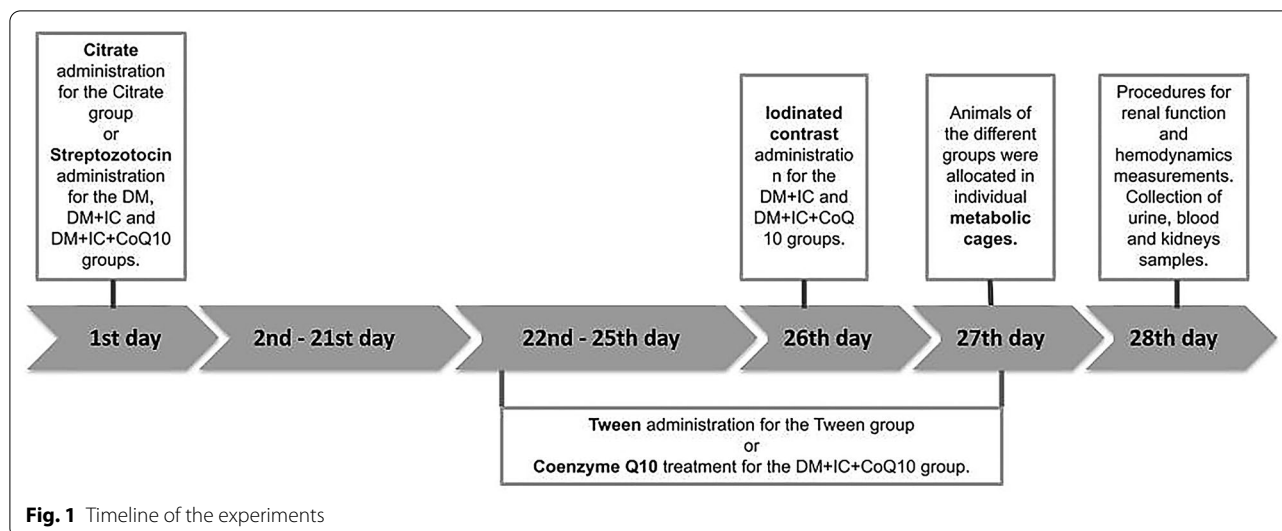 Citrate
administration
for the Citrate
group
or
Streptozotocin
administration
for the DM,
DM+IC and
DM+IC+CoQ10
groups.
Iodinated
contrast
administratio
n for the
DM+IC and
DM+IC+CoQ
10 groups.
Animals of
the different
groups were
allocated in
individual
metabolic
cages.
Procedures for
renal function
and
hemodynamics
measurements.
Collection of
urine, blood
and kidneys
samples.
1st day
2nd - 21st day
22nd - 25th day
26th day
27th day
28th day
Tween administration for the Tween group
or
Coenzyme Q10 treatment for the DM+IC+CoQ10 group.
Fig. 1 Timeline of the experiments